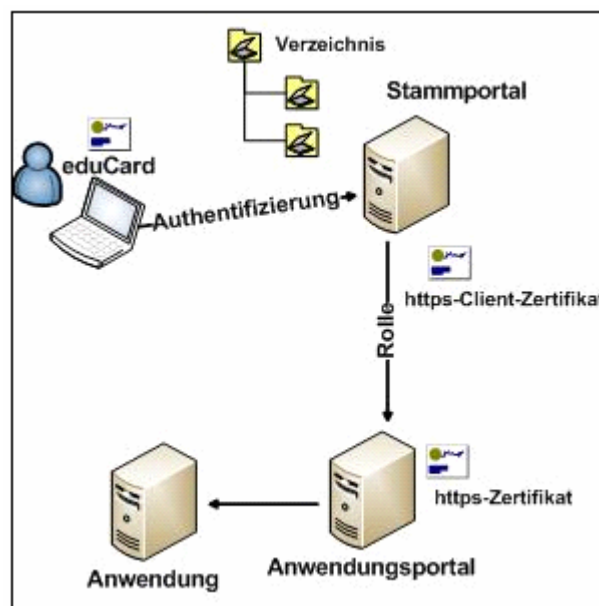 Verzeichnis
Stammportal
eduCard
Authentifizierung
https-Client-Zertifikat
Rolle
https-Zertifikat
Anwendungsportal
Anwendung